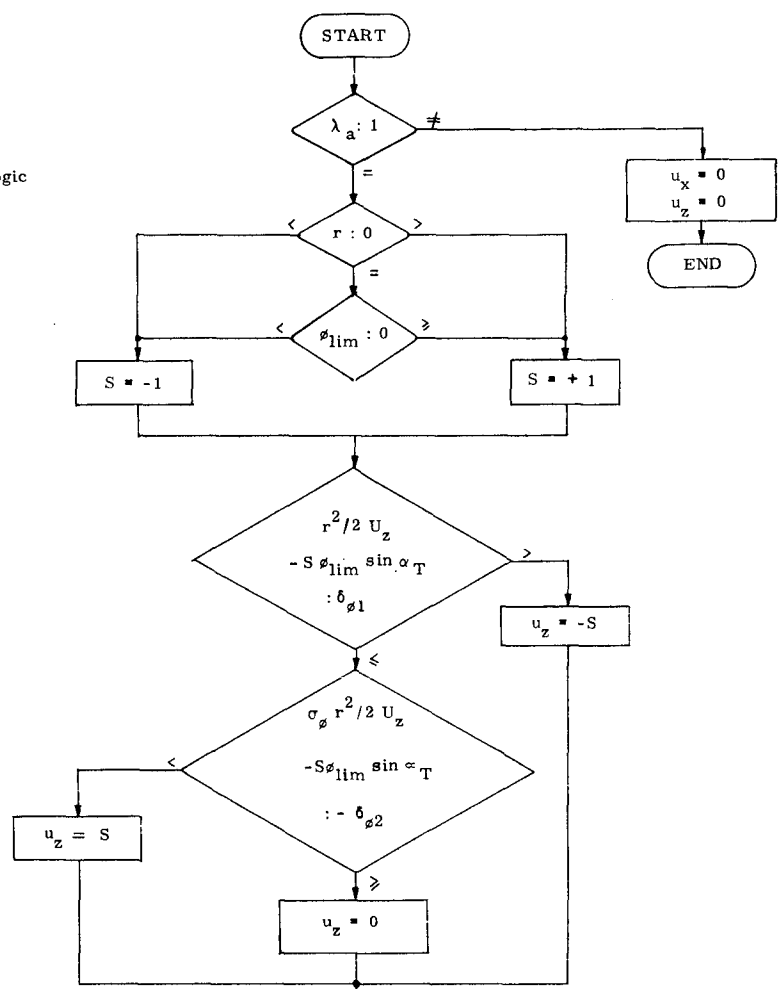 START
λa : 1
≠
=
ogic
ux = 0
uz = 0
END
<
r : 0
>
=
<
ølim : 0
≥
S = -1
S = + 1
r²/2 Uz
- S ølim sin αT
: δø1
>
uz = -S
≤
σø r²/2 Uz
-Sølim sin αT
: - δø2
<
uz = S
≥
uz = 0